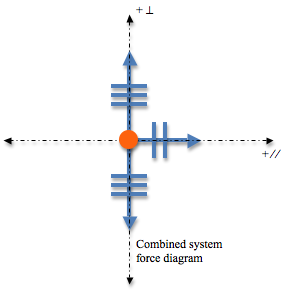 +⊥
+//
Combined system
force diagram